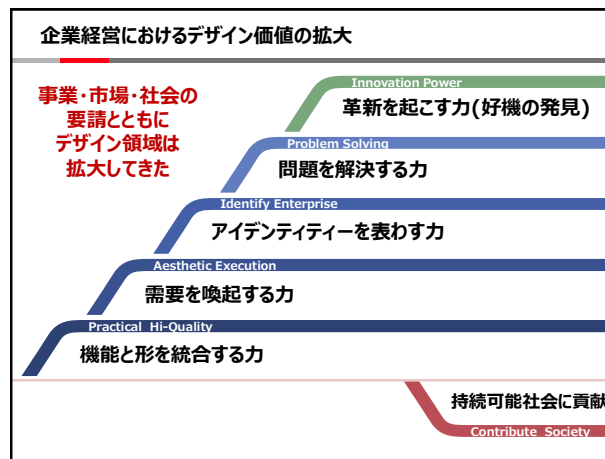 企業経営におけるデザイン価値の拡大
事業・市場・社会の
要請とともに
デザイン領域は
拡大してきた
Innovation Power
革新を起こす力(好機の発見)
Problem Solving
問題を解決する力
Identify Enterprise
アイデンティティーを表わす力
Aesthetic Execution
需要を喚起する力
Practical Hi-Quality
機能と形を統合する力
持続可能社会に貢献
Contribute Society